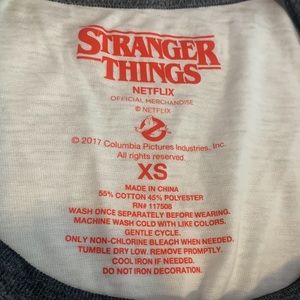 STRANGER
THINGS
NETFLIX
OFFICIAL MERCHANDISE
© NETFLIX
© 2017 Columbia Pictures Industries, Inc.
All rights reserved.
XS
MADE IN CHINA
55% COTTON 45% POLYESTER
RN# 117508
WASH ONCE SEPARATELY BEFORE WEARING.
MACHINE WASH COLD WITH LIKE COLORS.
GENTLE CYCLE.
ONLY NON-CHLORINE BLEACH WHEN NEEDED.
TUMBLE DRY LOW. REMOVE PROMPTLY.
COOL IRON IF NEEDED.
DO NOT IRON DECORATION.